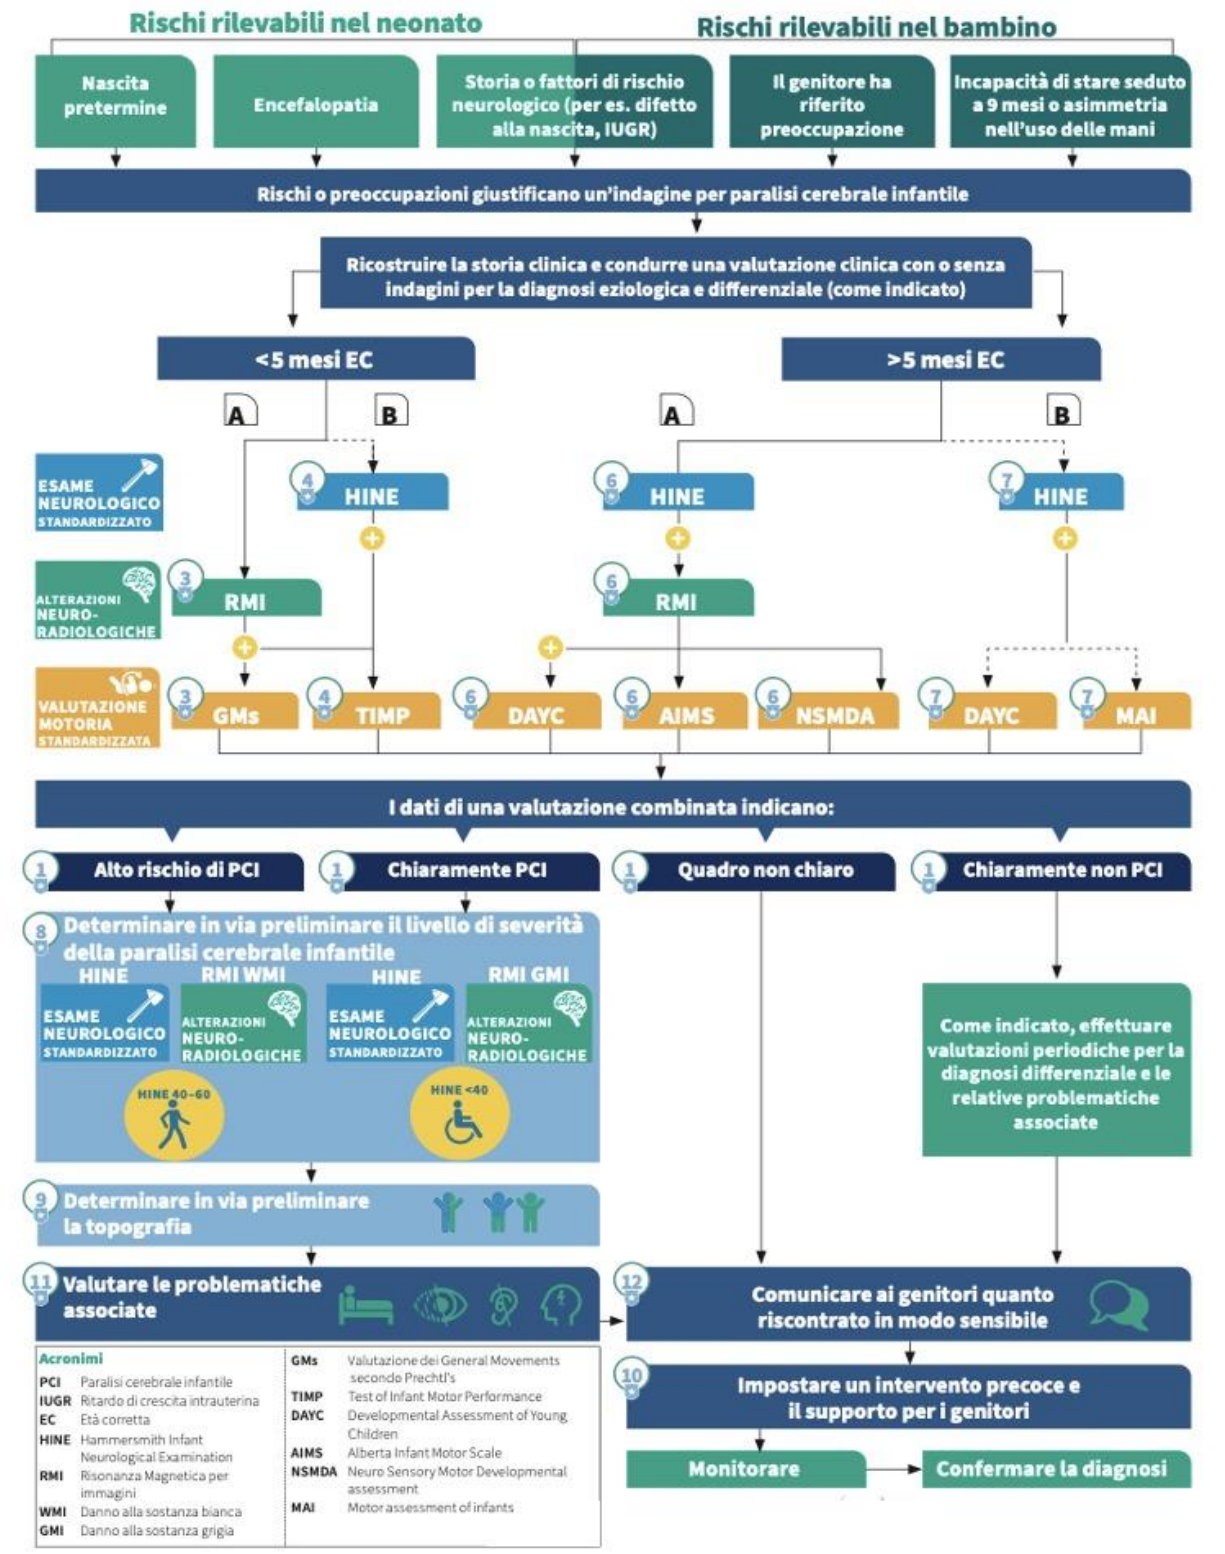 Rischi rilevabili nel neonato
Rischi rilevabili nel bambino
Nascita
pretermine
Encefalopatia
Storia o fattori di rischio
neurologico (per es. difetto
alla nascita, IUGR)
Il genitore ha
riferito
preoccupazione
Incapacità di stare seduto
a 9 mesi o asimmetria
nell'uso delle mani
Rischi o preoccupazioni giustificano un'indagine per paralisi cerebrale infantile
Ricostruire la storia clinica e condurre una valutazione clinica con o senza
indagini per la diagnosi eziologica e differenziale (come indicato)
<5 mesi EC
>5 mesi EC
A
B
A
B
ESAME
NEUROLOGICO
STANDARDIZZATO
4
HINE
6
HINE
7
HINE
+
+
+
ALTERAZIONI
NEURO-
RADIOLOGICHE
3
RMI
6
RMI
+
+
VALUTAZIONE
MOTORIA
STANDARDIZZATA
3
GMs
4
TIMP
6
DAYC
6
AIMS
6
NSMDA
7
DAYC
7
MAI
I dati di una valutazione combinata indicano:
1
Alto rischio di PCI
1
Chiaramente PCI
1
Quadro non chiaro
1
Chiaramente non PCI
8
Determinare in via preliminare il livello di severità
della paralisi cerebrale infantile
HINE
RMI WMI
HINE
RMI GMI
ESAME
NEUROLOGICO
STANDARDIZZATO
ALTERAZIONI
NEURO-
RADIOLOGICHE
ESAME
NEUROLOGICO
STANDARDIZZATO
ALTERAZIONI
NEURO-
RADIOLOGICHE
HINE 40-60
HINE <40
Come indicato, effettuare
valutazioni periodiche per la
diagnosi differenziale e le
relative problematiche
associate
9
Determinare in via preliminare
la topografia
11
Valutare le problematiche
associate
12
Comunicare ai genitori quanto
riscontrato in modo sensibile
10
Impostare un intervento precoce e
il supporto per i genitori
Monitorare
Confermare la diagnosi
Acronimi
PCI Paralisi cerebrale infantile
IUGR Ritardo di crescita intrauterina
EC Età corretta
HINE Hammersmith Infant
Neurological Examination
RMI Risonanza Magnetica per
immagini
WMI Danno alla sostanza bianca
GMI Danno alla sostanza grigia
GMs Valutazione dei General Movements
secondo Prechtl's
TIMP Test of Infant Motor Performance
DAYC Developmental Assessment of Young
Children
AIMS Alberta Infant Motor Scale
NSMDA Neuro Sensory Motor Developmental
assessment
MAI Motor assessment of infants